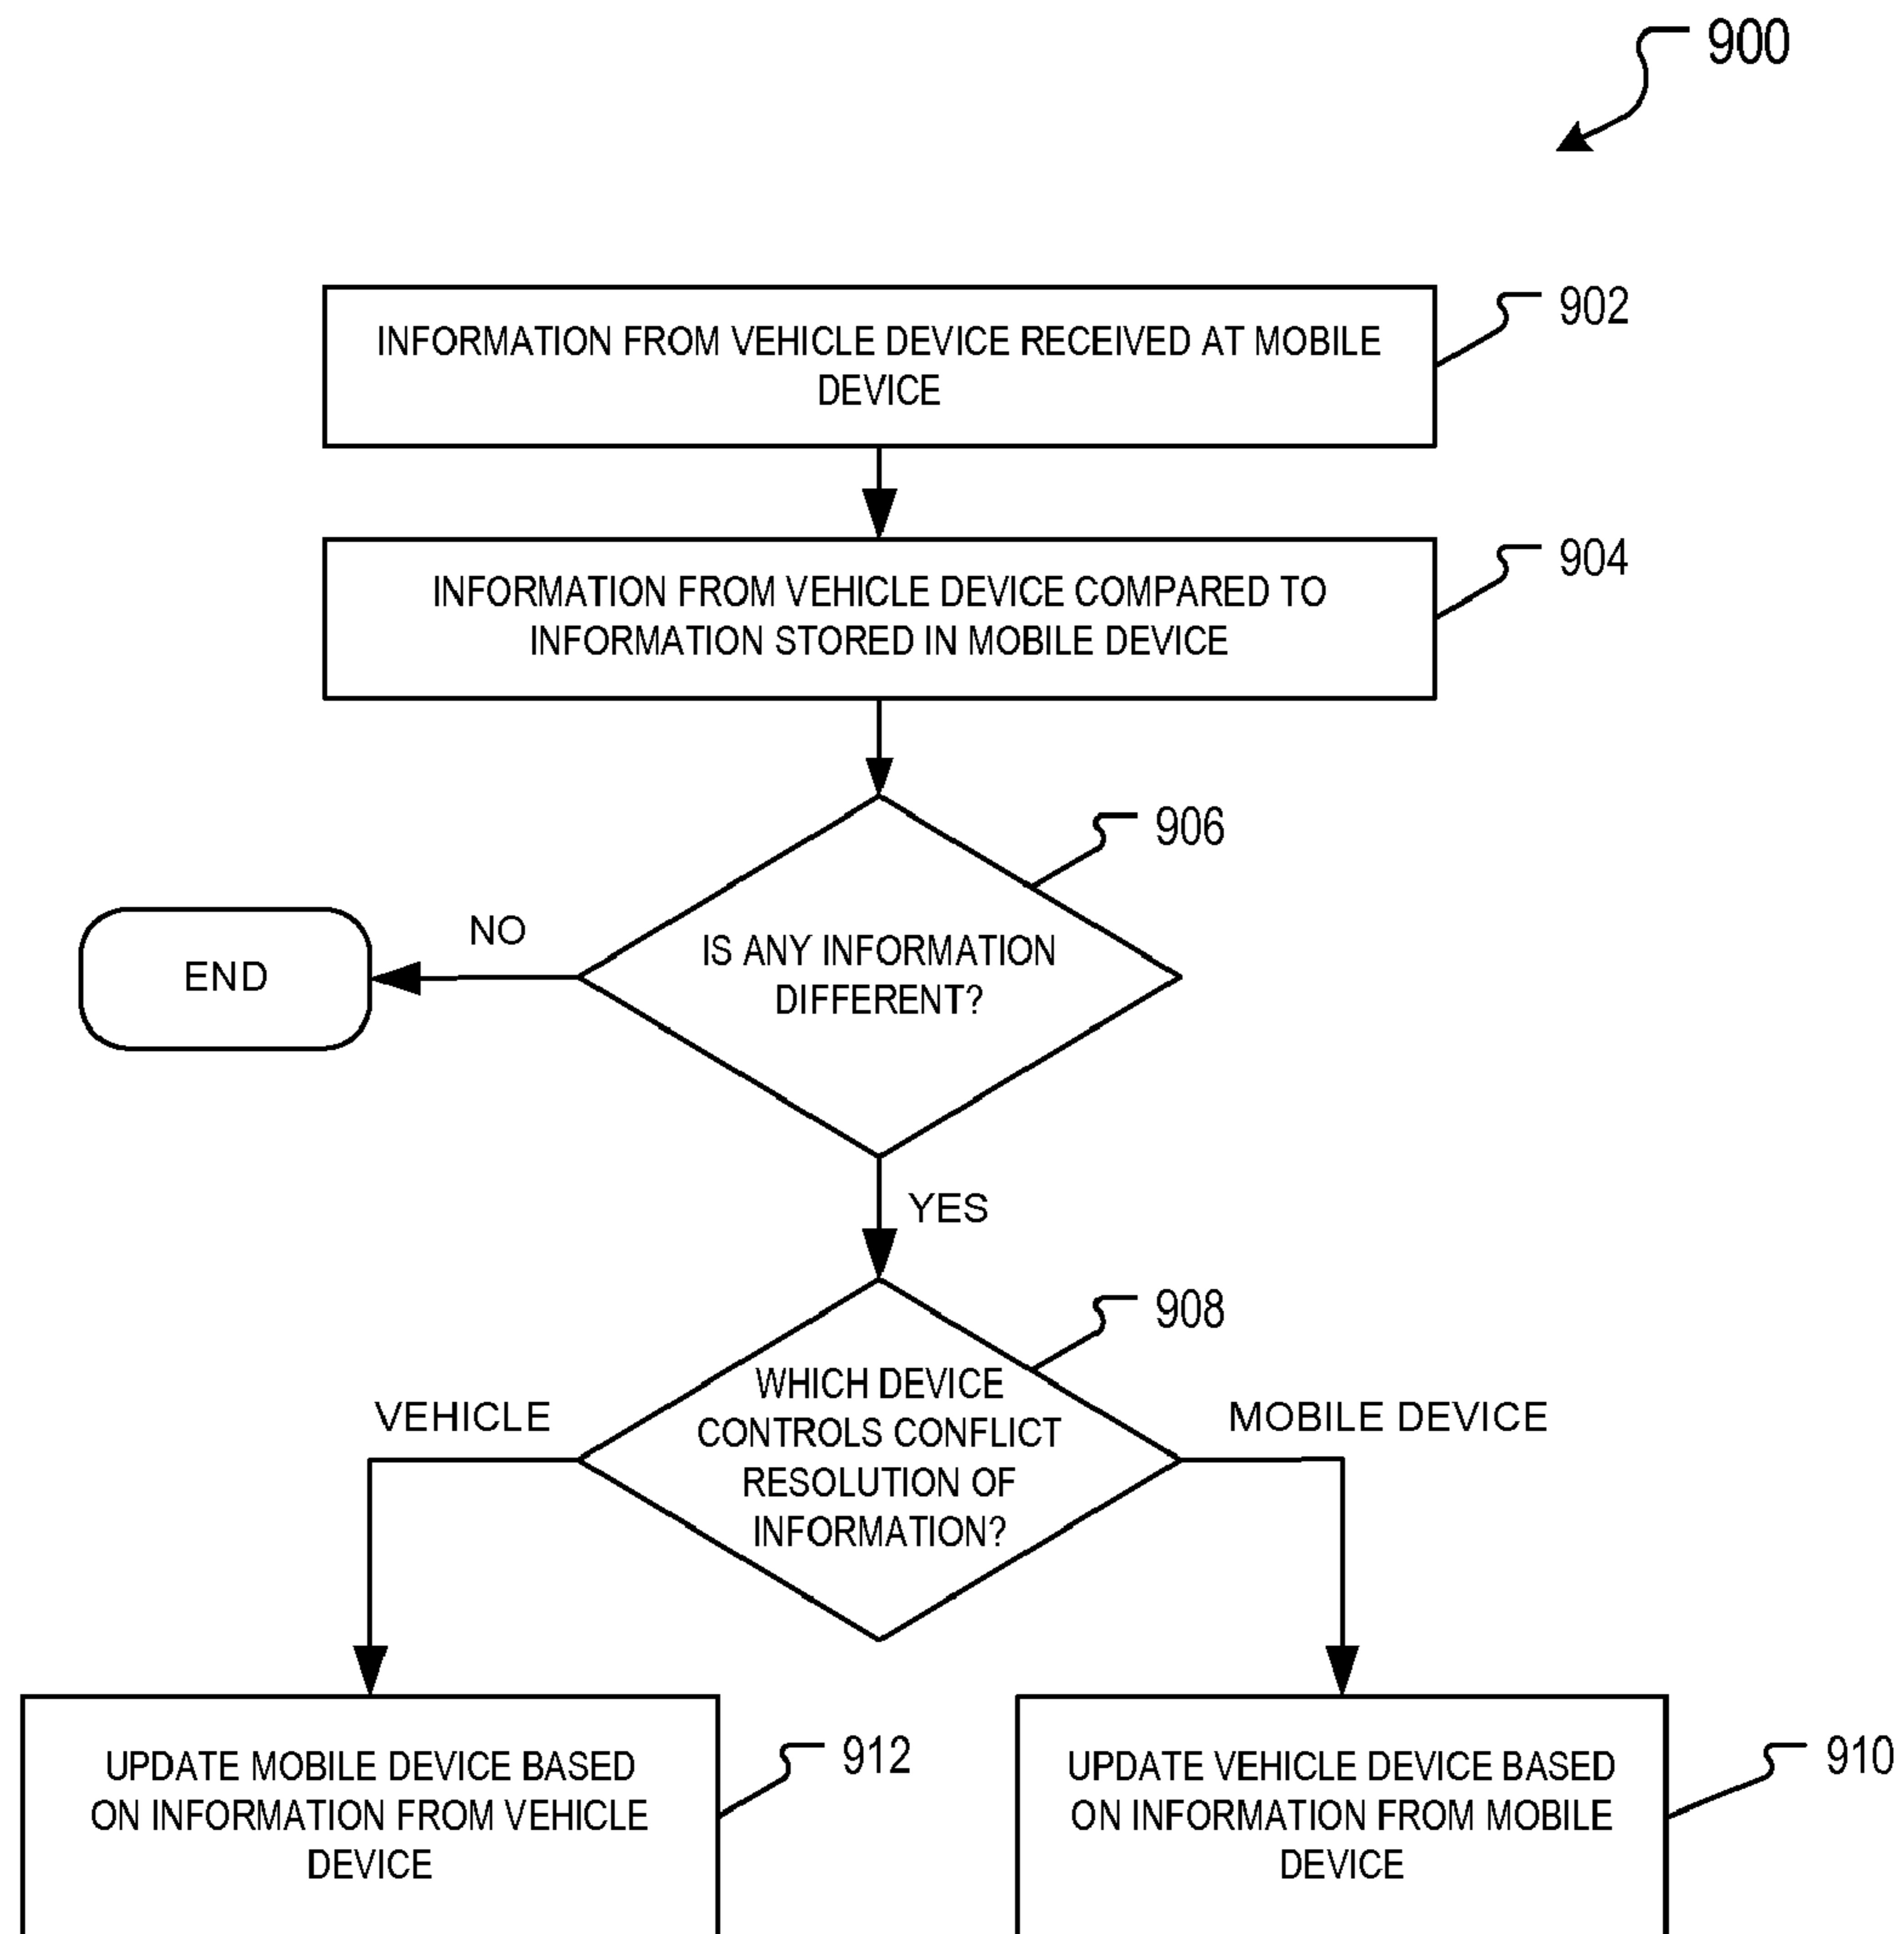 900
INFORMATION FROM VEHICLE DEVICE RECEIVED AT MOBILE
DEVICE
902
INFORMATION FROM VEHICLE DEVICE COMPARED TO
INFORMATION STORED IN MOBILE DEVICE
904
906
IS ANY INFORMATION
DIFFERENT?
NO
END
YES
908
WHICH DEVICE
CONTROLS CONFLICT
RESOLUTION OF
INFORMATION?
VEHICLE
MOBILE DEVICE
UPDATE MOBILE DEVICE BASED
ON INFORMATION FROM VEHICLE
DEVICE
912
UPDATE VEHICLE DEVICE BASED
ON INFORMATION FROM MOBILE
DEVICE
910